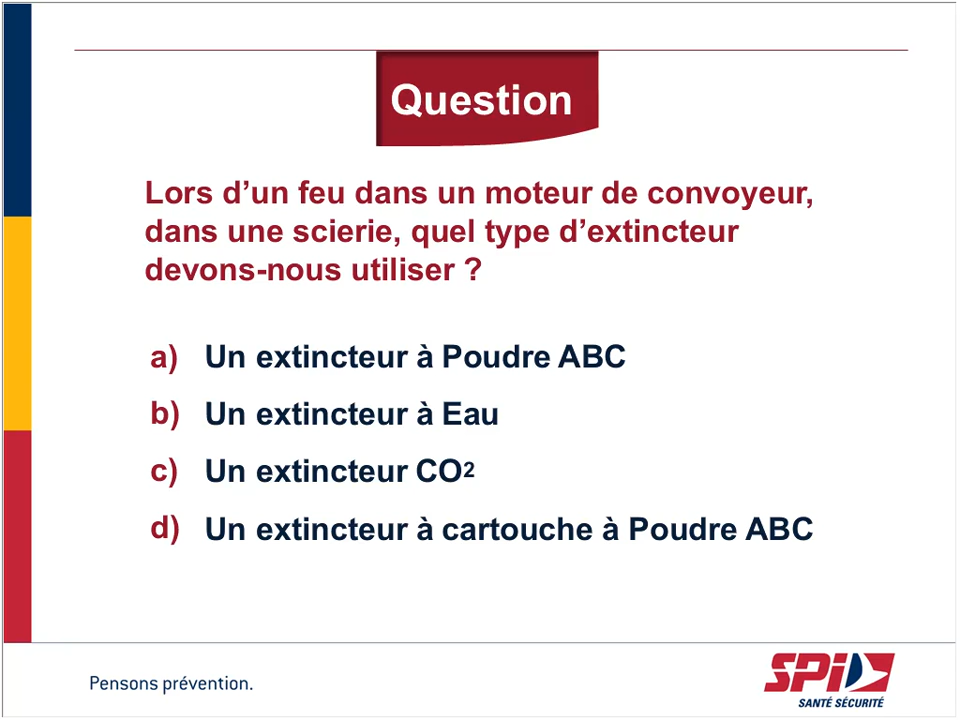 Question
Lors d’un feu dans un moteur de convoyeur,
dans une scierie, quel type d’extincteur
devons-nous utiliser ?
a) Un extincteur à Poudre ABC
b) Un extincteur à Eau
c) Un extincteur CO2
d) Un extincteur à cartouche à Poudre ABC
Pensons prévention.
SPI
SANTÉ SÉCURITÉ